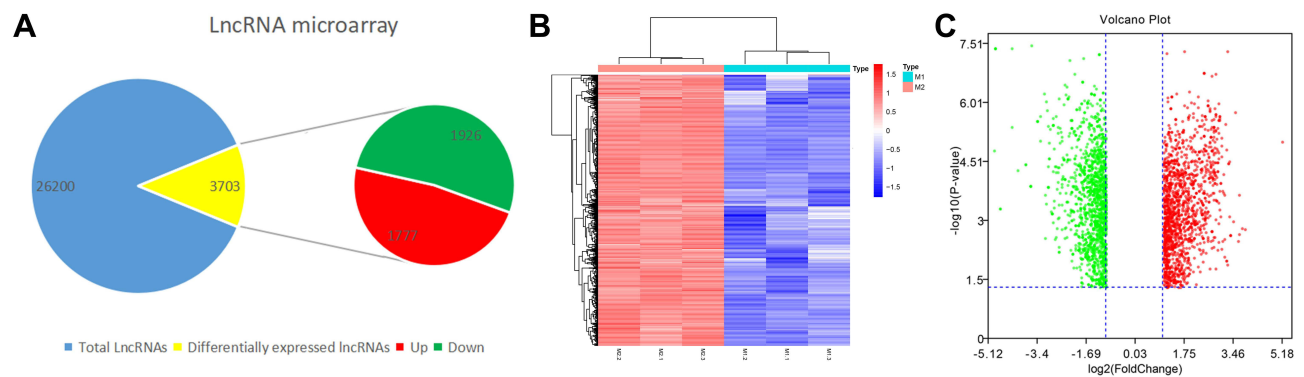 A
LncRNA microarray
26200
3703
1926
1777
Total LncRNAs
Differentially expressed lncRNAs
Up
Down
B
Type
1.5
1
0.5
0
−0.5
−1
−1.5
Type
M1
M2
M2.2
M2.1
M2.3
M1.2
M1.1
M1.3
C
Volcano Plot
-log10(P-value)
7.51
6.01
4.51
3
1.5
0
-5.12
-3.4
-1.69
0.03
1.75
3.46
5.18
log2(FoldChange)